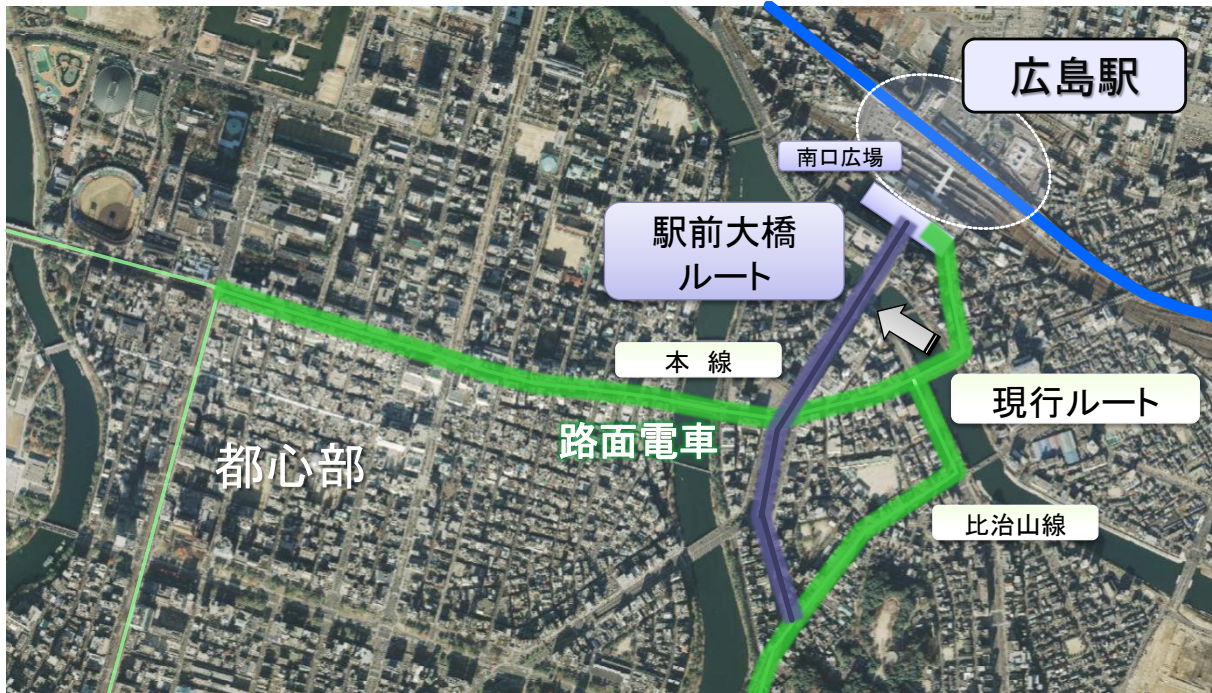 広島駅
南口広場
駅前大橋
ルート
本 線
現行ルート
路面電車
都心部
比治山線